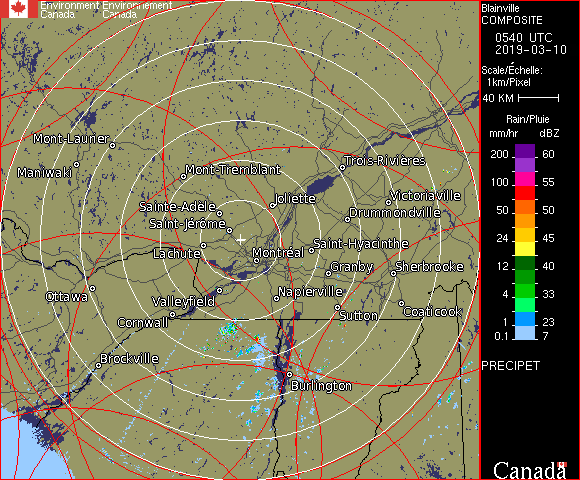 Environment Environnement
Canada Canada
Blainville
COMPOSITE
0540 UTC
2019-03-10
Scale/Échelle:
1km/Pixel
40 KM
Rain/Pluie
mm/hr dBZ
200 60
100 55
50 50
24 45
12 40
4 33
1 23
0.1 7
PRECIPET
Canada
Mont-Laurier
Maniwaki
Mont-Tremblant
Trois-Rivières
Joliette
Victoriaville
Sainte-Adèle
Drummondville
Saint-Jérôme
Lachute
Montréal
Saint-Hyacinthe
Granby
Sherbrooke
Ottawa
Valleyfield
Napierville
Cornwall
Sutton
Coaticook
Brockville
Burlington